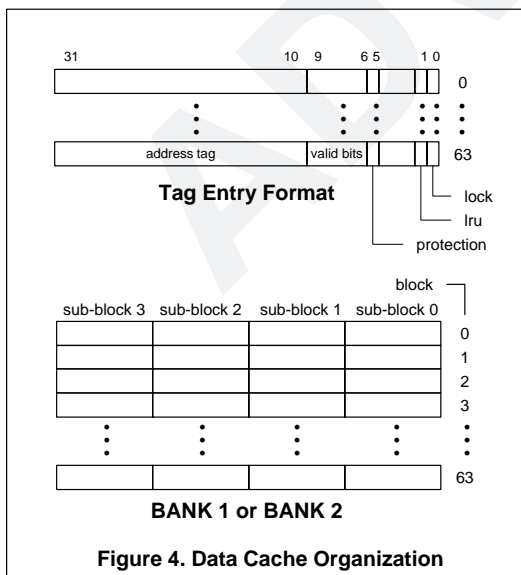 31 10 9 6 5 1 0
0
address tag valid bits 63
Tag Entry Format
lock
lru
protection
block
sub-block 3 sub-block 2 sub-block 1 sub-block 0
0
1
2
3
63
BANK 1 or BANK 2
Figure 4. Data Cache Organization